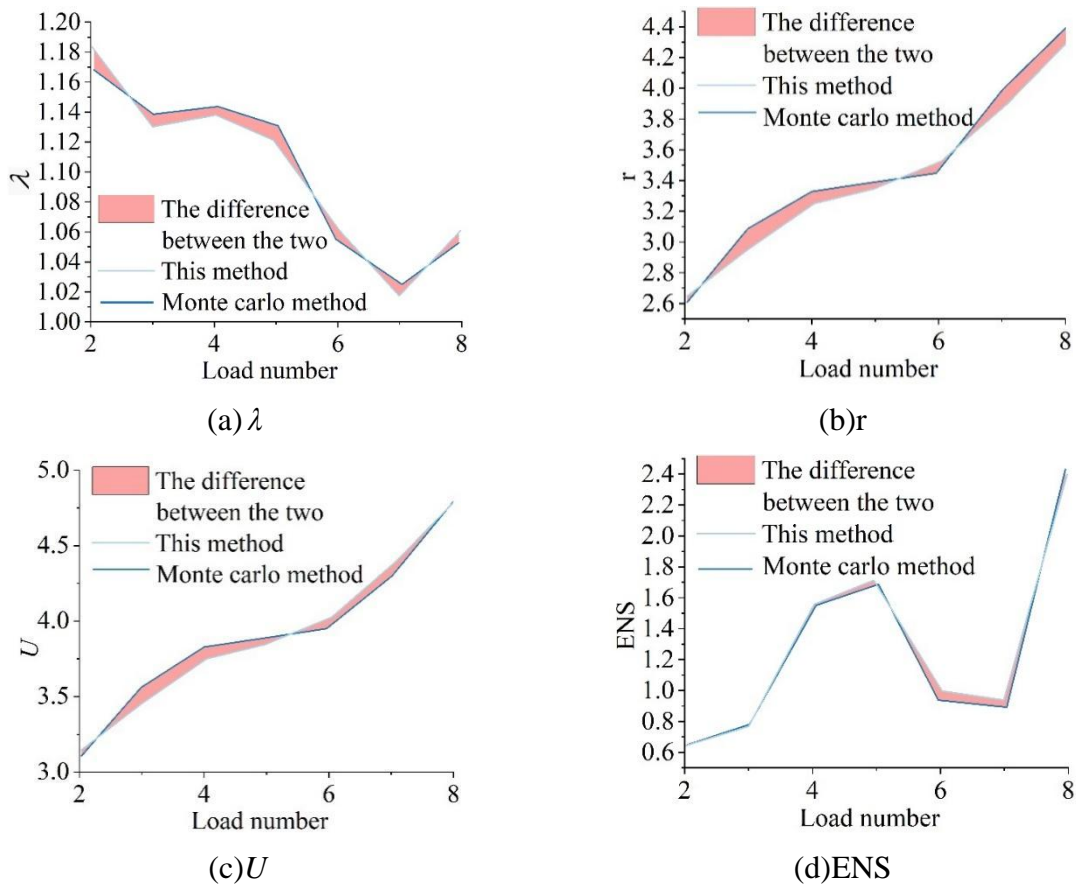 1.20
1.18
1.16
1.14
1.12
1.10
1.08
1.06
1.04
1.02
1.00
λ
The difference
between the two
This method
Monte carlo method
2 4 6 8
Load number
(a) λ
4.4
4.0
3.6
3.4
3.2
3.0
2.8
2.6
r
The difference
between the two
This method
Monte carlo method
2 4 6 8
Load number
(b)r
5.0
4.5
4.0
3.5
3.0
U
The difference
between the two
This method
Monte carlo method
2 4 6 8
Load number
(c)U
2.4
2.2
2.0
1.8
1.6
1.4
1.2
1.0
0.8
0.6
ENS
The difference
between the two
This method
Monte carlo method
2 4 6 8
Load number
(d)ENS